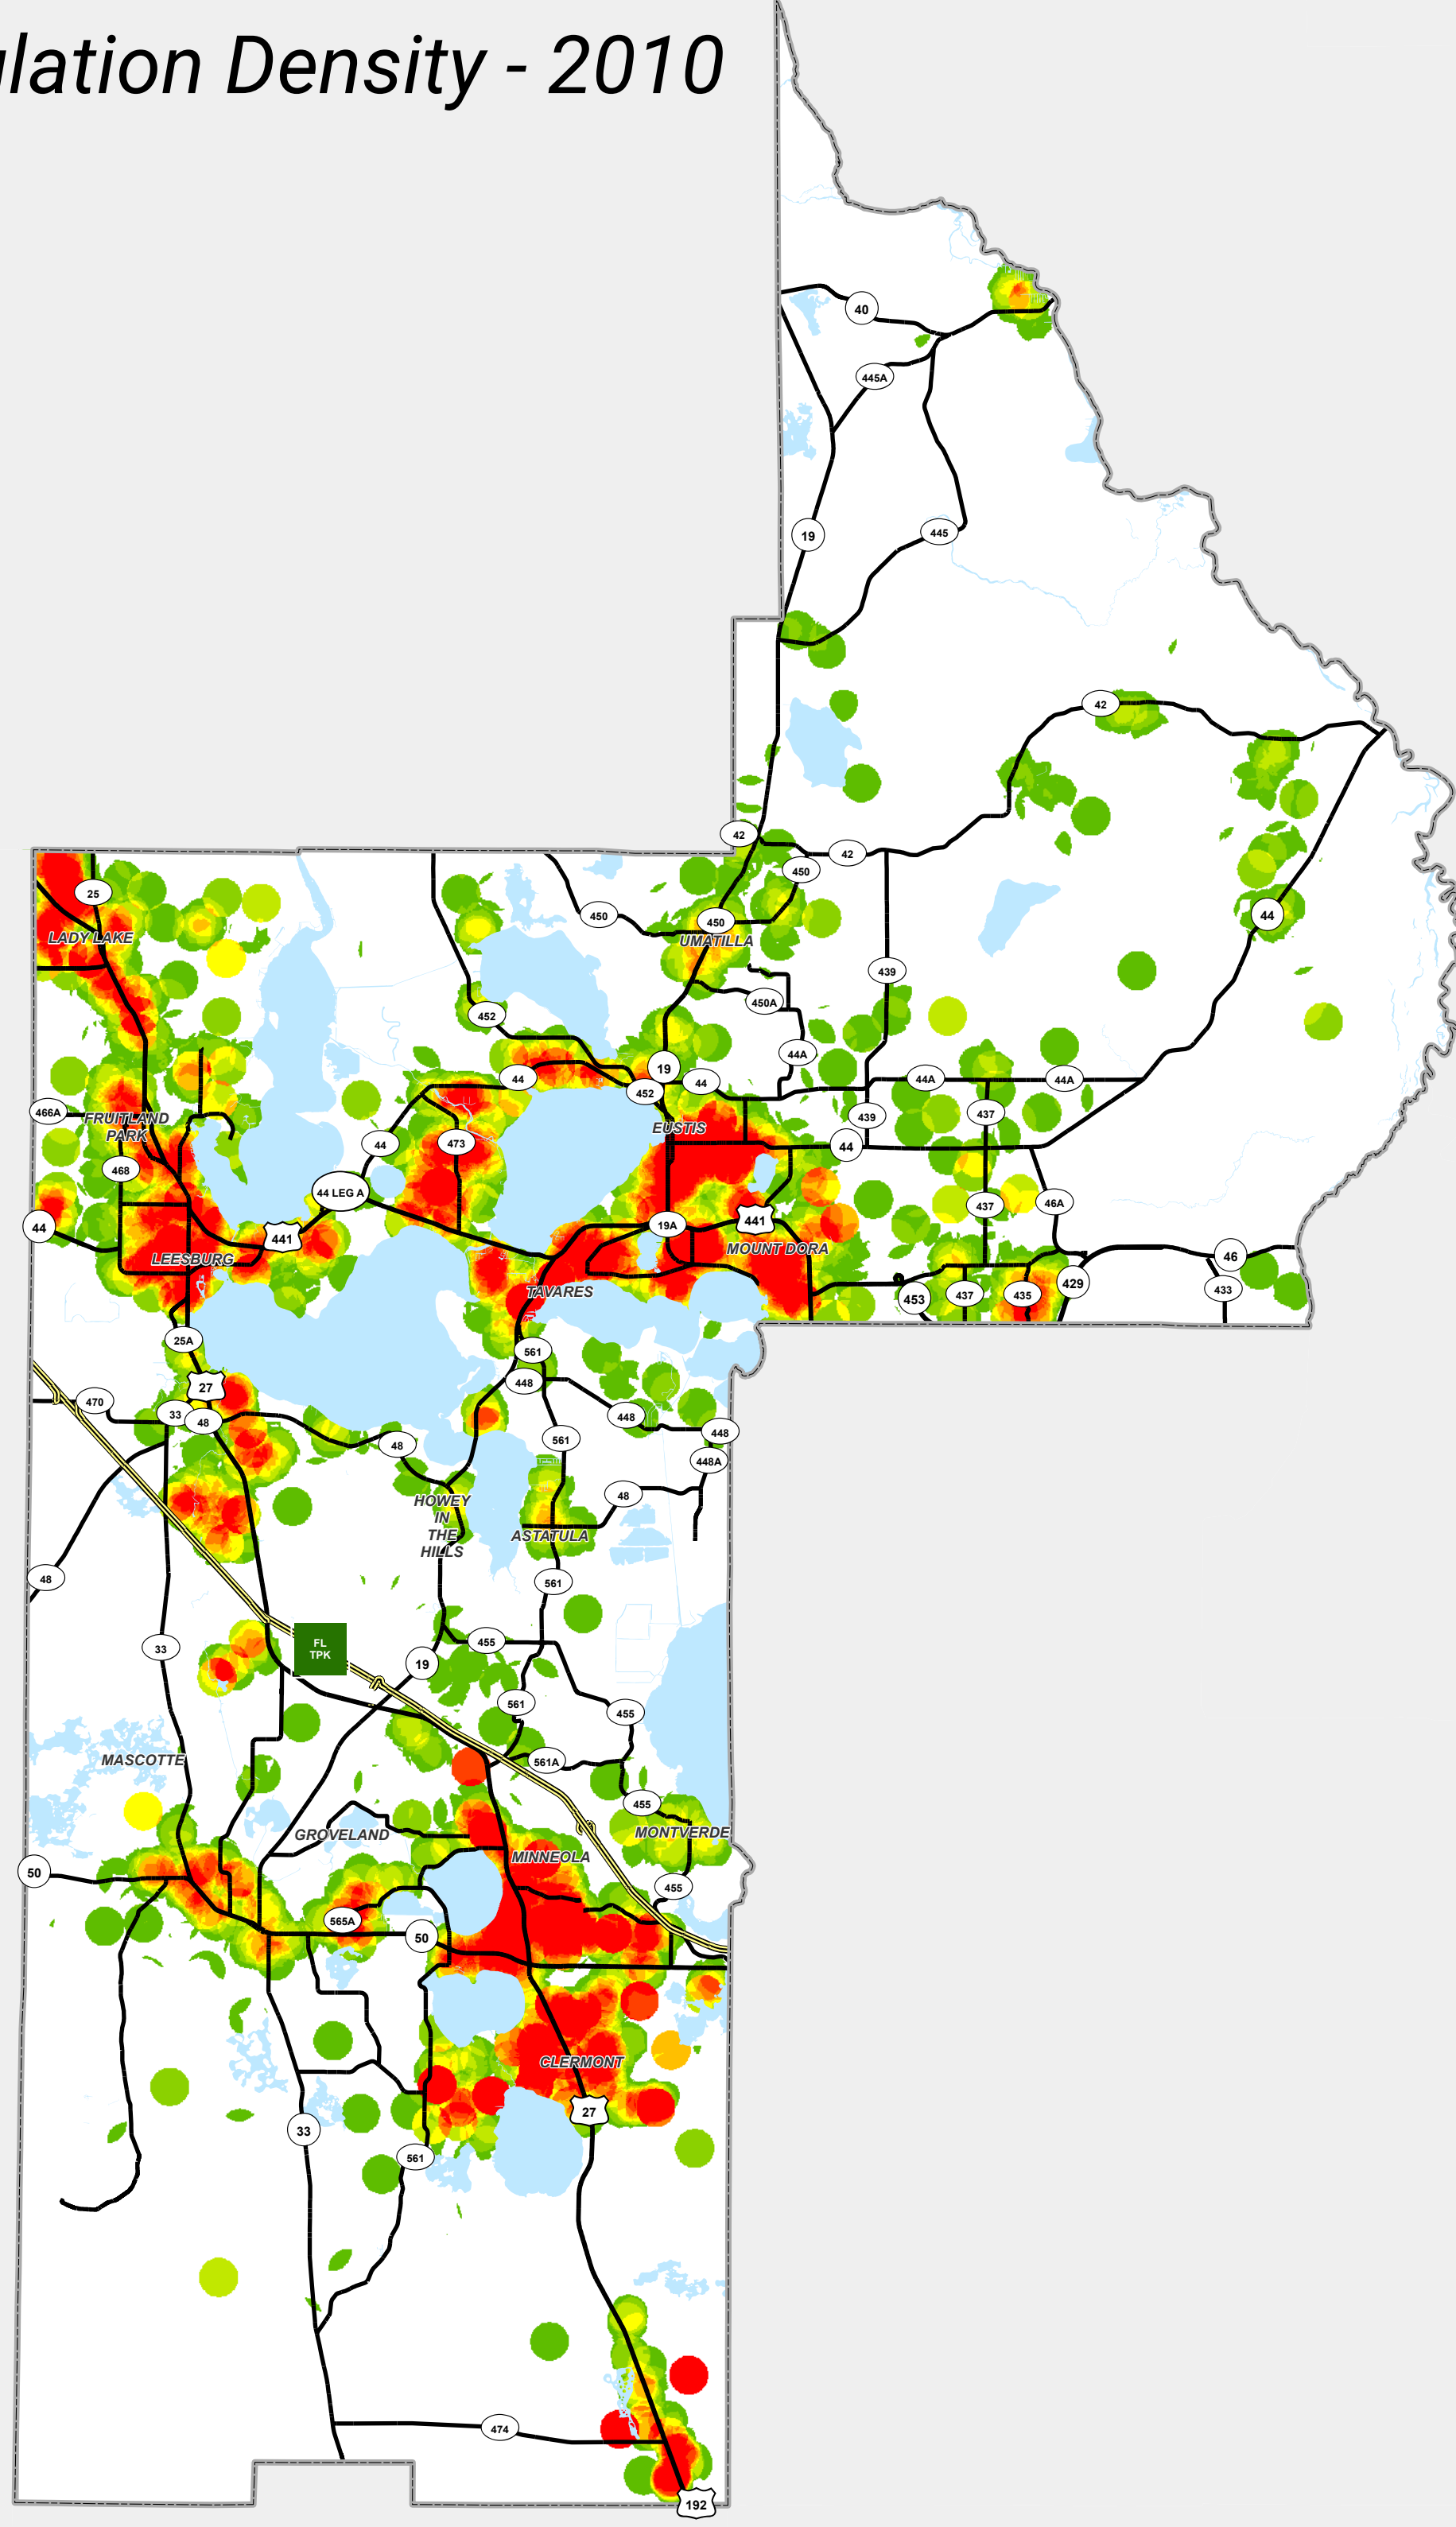 ulation Density - 2010
40
445A
19
445
42
42
42
450
25
450
450
44
LADY LAKE
UMATILLA
439
450A
452
44A
19
44
452
44
44A
44A
466A
FRUITLAND
PARK
439
437
EUSTIS
44
473
44
468
44 LEG A
46A
437
44
441
19A
441
MOUNT DORA
LEESBURG
46
TAVARES
453
437
435
429
433
25A
561
27
448
470
33
48
448
448
48
561
448A
HOWEY
IN
THE
HILLS
48
ASTATULA
48
561
33
FL
TPK
455
19
561
455
MASCOTTE
561A
455
GROVELAND
MONTVERDE
MINNEOLA
50
455
565A
50
CLERMONT
27
33
561
474
192